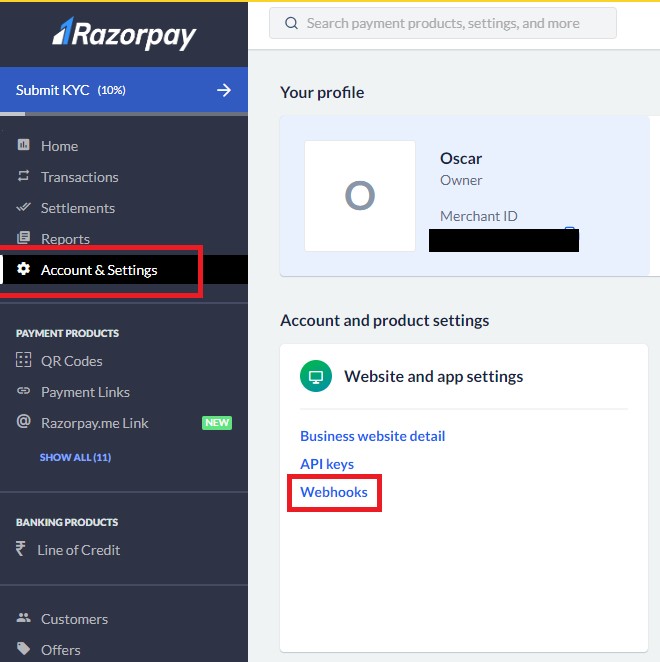 Razorpay
Submit KYC (10%)
Home
Transactions
Settlements
Reports
Account & Settings
PAYMENT PRODUCTS
QR Codes
Payment Links
Razorpay.me Link NEW
SHOW ALL (11)
BANKING PRODUCTS
₹ Line of Credit
Customers
Offers
Search payment products, settings, and more
Your profile
O
Oscar
Owner
Merchant ID
Account and product settings
Website and app settings
Business website detail
API keys
Webhooks